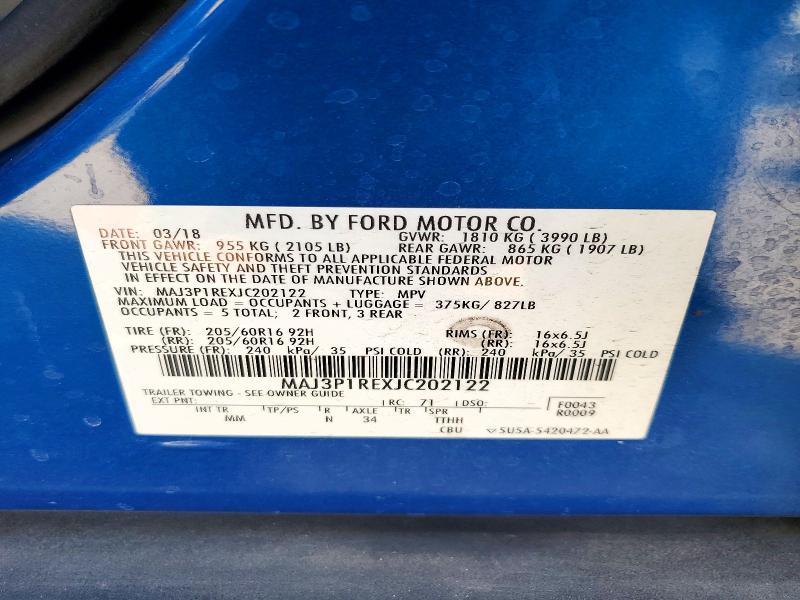 MFD. BY FORD MOTOR CO.
DATE: 03/18 GVWR: 1810 KG ( 3990 LB)
FRONT GAWR: 955 KG ( 2105 LB) REAR GAWR: 865 KG ( 1907 LB)
THIS VEHICLE CONFORMS TO ALL APPLICABLE FEDERAL MOTOR
VEHICLE SAFETY AND THEFT PREVENTION STANDARDS
IN EFFECT ON THE DATE OF MANUFACTURE SHOWN ABOVE.
VIN: MAJ3P1REXJC202122 TYPE: MPV
MAXIMUM LOAD = OCCUPANTS + LUGGAGE = 375KG/ 827LB
OCCUPANTS = 5 TOTAL; 2 FRONT, 3 REAR
TIRE (FR): 205/60R16 92H RIMS (FR): 16x6.5J
(RR): 205/60R16 92H (RR): 16x6.5J
PRESSURE (FR): 240 kPa/ 35 PSI COLD (RR): 240 kPa/ 35 PSI COLD
MAJ3P1REXJC202122
TRAILER TOWING - SEE OWNER GUIDE
EXT PNT: RC: 71 DSO: F0043
INT TR TP/PS R AXLE TR SPR R0009
MM N 34 TTHH
CBU 5U5A-5420472-AA